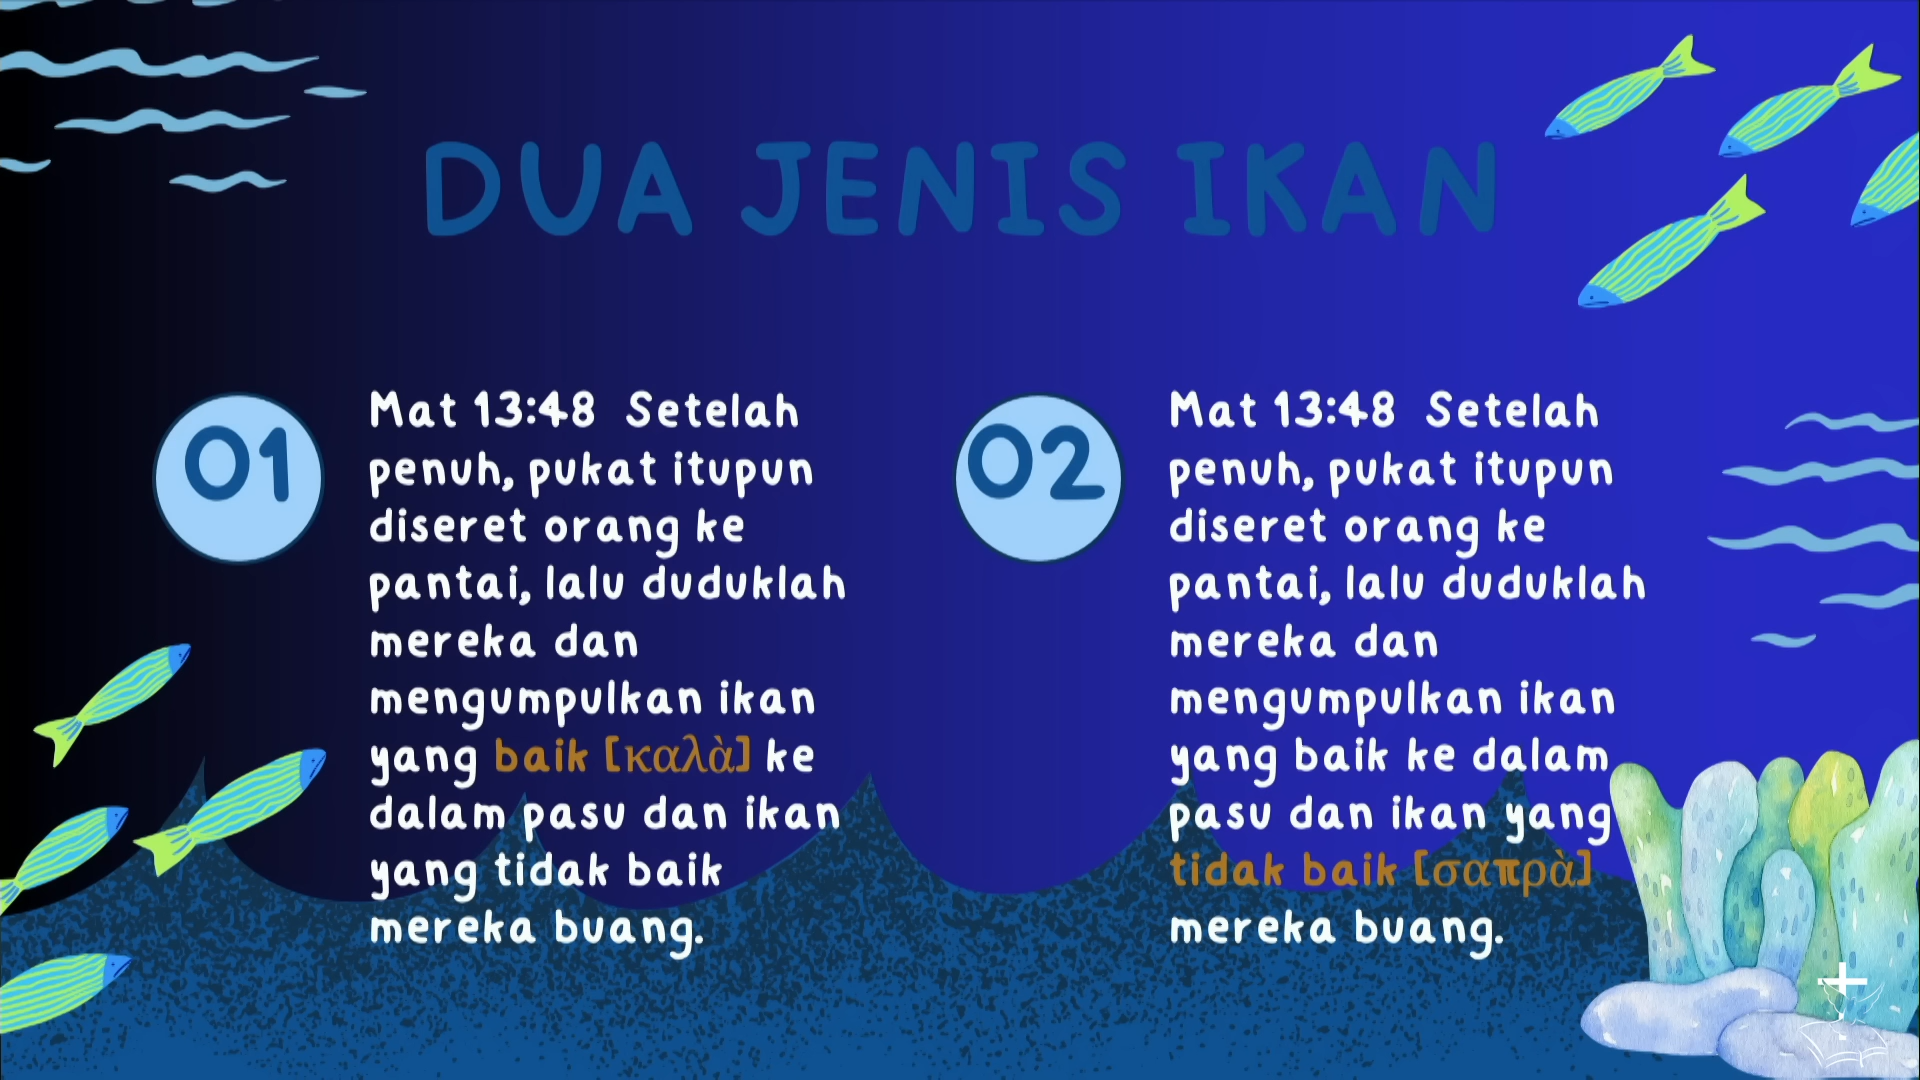 DUA JENIS IKAN
01
Mat 13:48  Setelah
penuh, pukat itupun
diseret orang ke
pantai, lalu duduklah
mereka dan
mengumpulkan ikan
yang baik [καλὰ] ke
dalam pasu dan ikan
yang tidak baik
mereka buang.
02
Mat 13:48  Setelah
penuh, pukat itupun
diseret orang ke
pantai, lalu duduklah
mereka dan
mengumpulkan ikan
yang baik ke dalam
pasu dan ikan yang
tidak baik [σαπρὰ]
mereka buang.